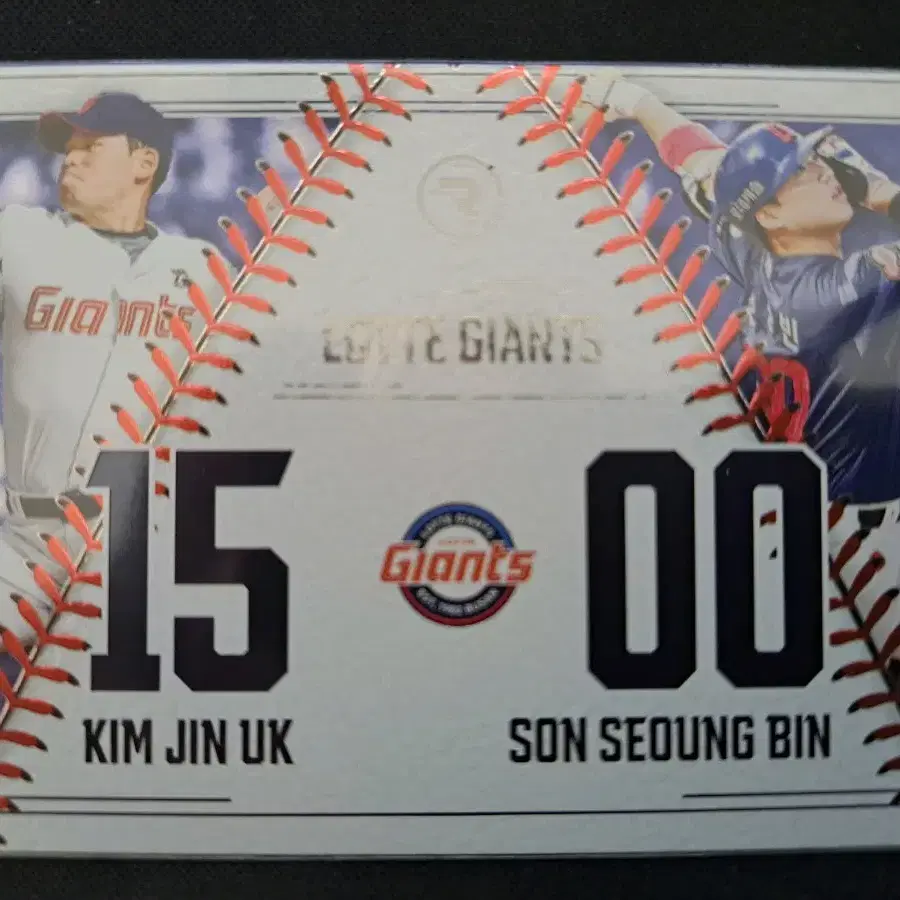 Giants
LOTTE GIANTS
15
00
Giants
KIM JIN UK
SON SEOUNG BIN